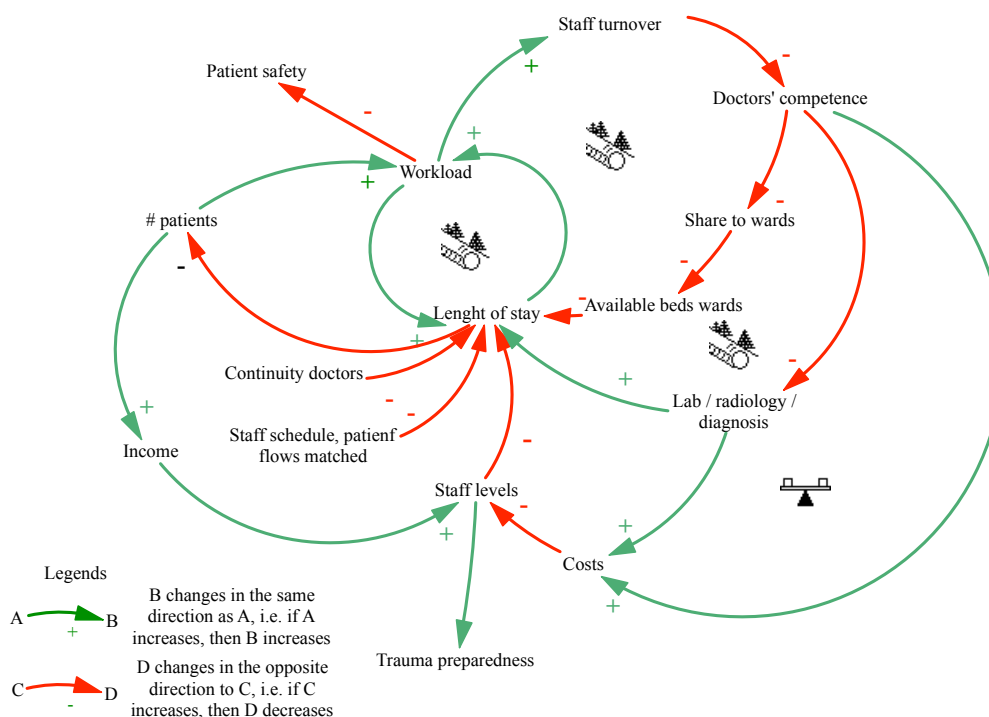 Staff turnover
-
Patient safety
+
Doctors' competence
-
+
Workload
+
-
# patients
Share to wards
-
-
-
Available beds wards
Lenght of stay
+
-
Continuity doctors
+
-
-
Lab / radiology /
diagnosis
+
Staff schedule, patienf
flows matched
-
Income
Staff levels
-
+
+
Costs
+
Legends
A
B
+
B changes in the same
direction as A, i.e. if A
increases, then B increases
Trauma preparedness
C
D
-
D changes in the opposite
direction to C, i.e. if C
increases, then D decreases